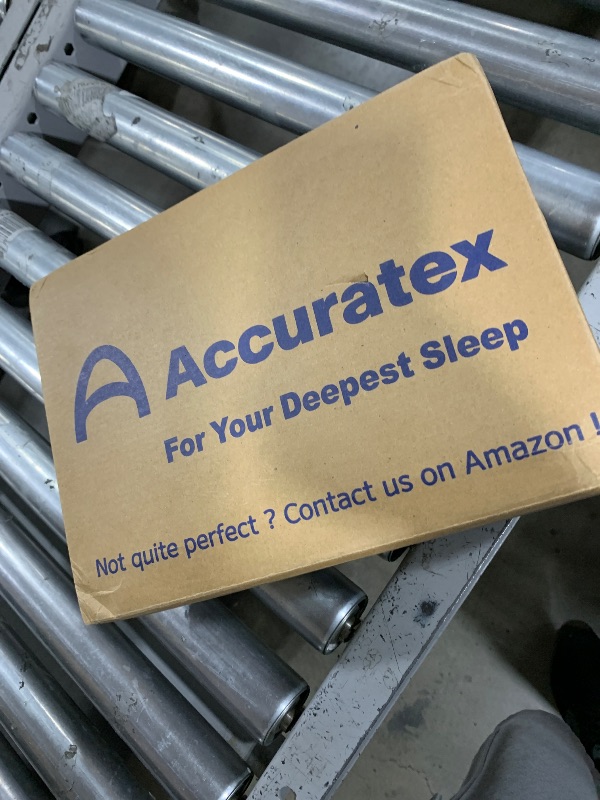 Accuratex
For Your Deepest Sleep
Not quite perfect ? Contact us on Amazon !